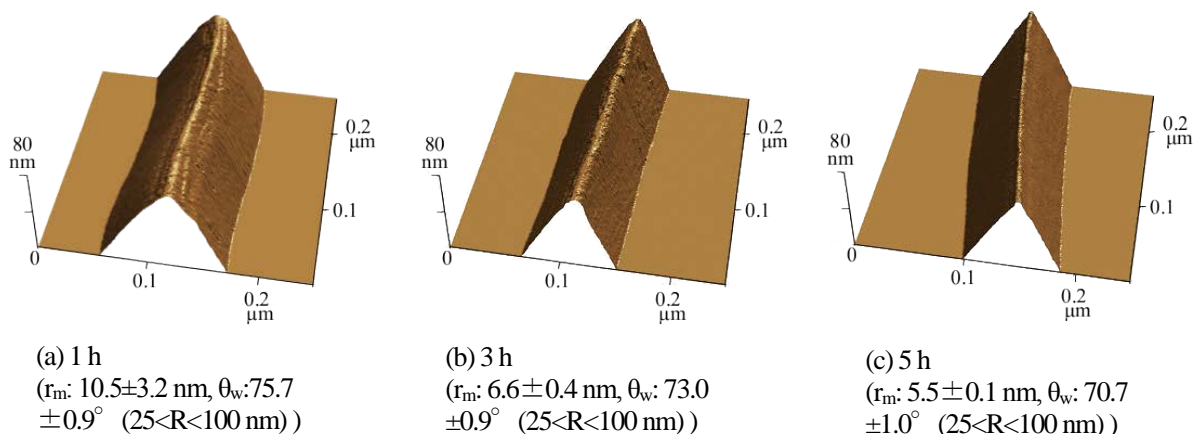 80
nm
0
0.1
0.2
μm
0.1
0.2
μm
80
nm
0
0.1
0.2
μm
0.1
0.2
μm
80
nm
0
0.1
0.2
μm
0.1
0.2
μm
(a) 1 h
(rm: 10.5±3.2 nm, θw:75.7
±0.9° (25<R<100 nm) )
(b) 3 h
(rm: 6.6±0.4 nm, θw: 73.0
±0.9° (25<R<100 nm) )
(c) 5 h
(rm: 5.5±0.1 nm, θw: 70.7
±1.0° (25<R<100 nm) )